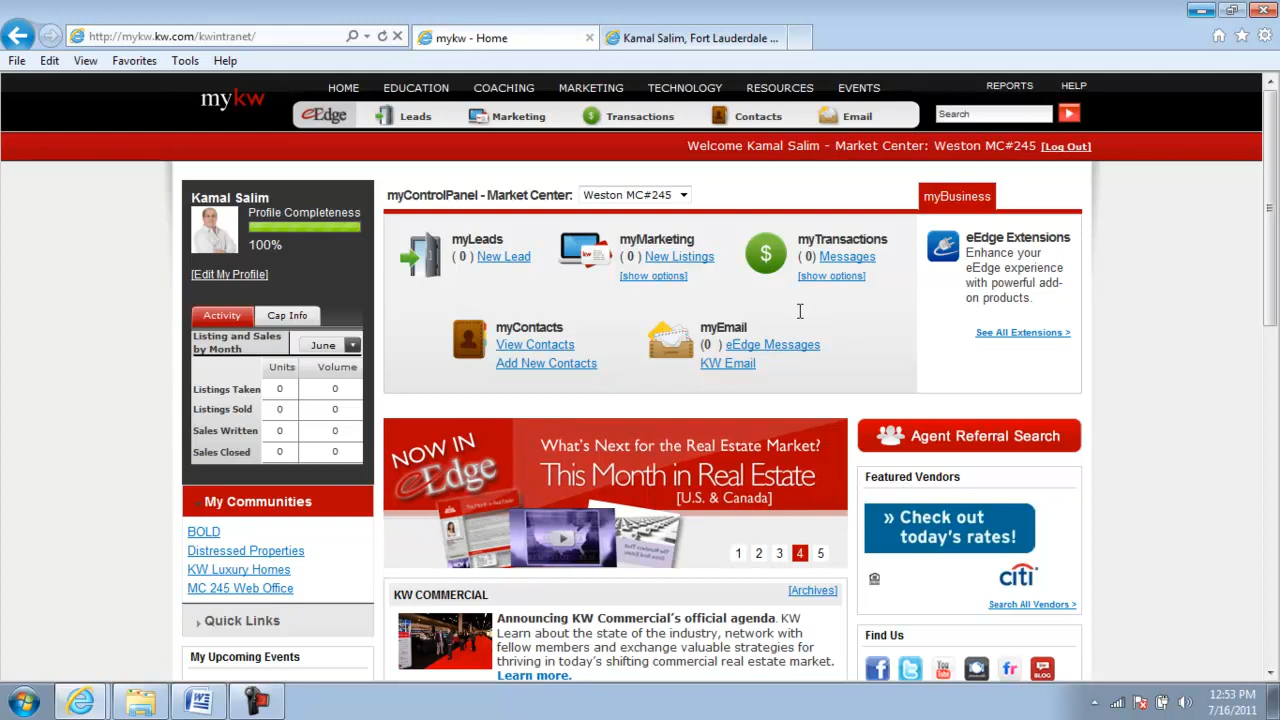 http://mykw.kw.com/kwintranet/
mykw - Home
Kamal Salim, Fort Lauderdale ...
File Edit View Favorites Tools Help
mykw
HOME EDUCATION COACHING MARKETING TECHNOLOGY RESOURCES EVENTS
REPORTS HELP
eEdge Leads Marketing Transactions Contacts Email
Search
Welcome Kamal Salim - Market Center: Weston MC#245 [Log Out]
Kamal Salim
Profile Completeness
100%
[Edit My Profile]
Activity Cap Info
Listing and Sales
by Month
June
Units Volume
Listings Taken 0 0
Listings Sold 0 0
Sales Written 0 0
Sales Closed 0 0
My Communities
BOLD
Distressed Properties
KW Luxury Homes
MC 245 Web Office
Quick Links
My Upcoming Events
myControlPanel - Market Center: Weston MC#245
myBusiness
myLeads
( 0 ) New Lead
myMarketing
( 0 ) New Listings
[show options]
myTransactions
( 0) Messages
[show options]
myContacts
View Contacts
Add New Contacts
myEmail
(0 ) eEdge Messages
KW Email
eEdge Extensions
Enhance your
eEdge experience
with powerful add-
on products.
See All Extensions >
NOW IN
eEdge
What's Next for the Real Estate Market?
This Month in Real Estate
[U.S. & Canada]
1 2 3 4 5
KW COMMERCIAL
[Archives]
Announcing KW Commercial's official agenda. KW
Learn about the state of the industry, network with
fellow members and exchange valuable strategies for
thriving in today's shifting commercial real estate market.
Learn more.
Agent Referral Search
Featured Vendors
» Check out
today's rates!
citi
Search All Vendors >
Find Us
f
t
You
Tube
fr
BLOG
12:53 PM
7/16/2011